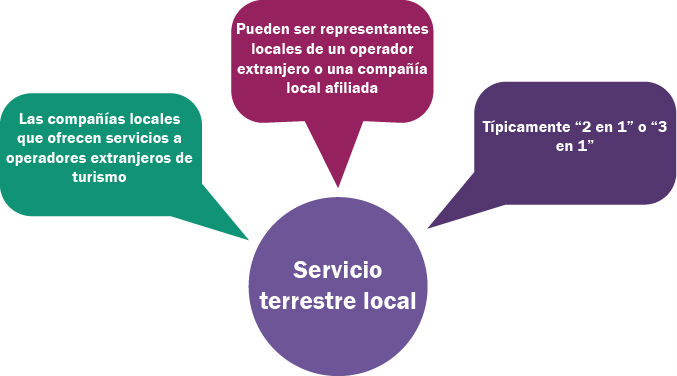 Pueden ser representantes
locales de un operador
extranjero o una compañía
local afiliada
Las compañías locales
que ofrecen servicios a
operadores extranjeros de
turismo
Típicamente “2 en 1” o “3
en 1”
Servicio
terrestre local